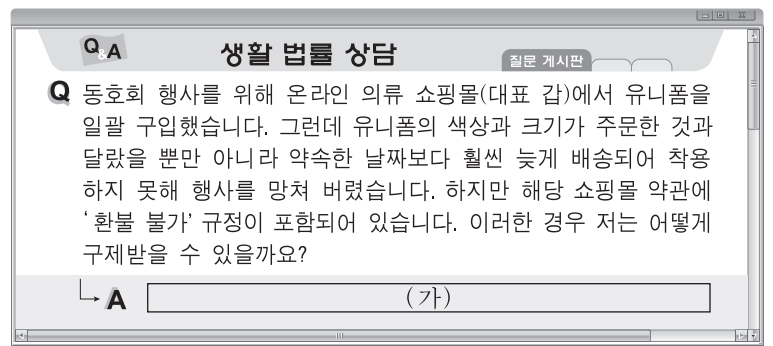 Q&A 생활 법률 상담 질문 게시판
Q 동호회 행사를 위해 온라인 의류 쇼핑몰(대표 갑)에서 유니폼을
일괄 구입했습니다. 그런데 유니폼의 색상과 크기가 주문한 것과
달랐을 뿐만 아니라 약속한 날짜보다 훨씬 늦게 배송되어 착용
하지 못해 행사를 망쳐 버렸습니다. 하지만 해당 쇼핑몰 약관에
‘환불 불가’ 규정이 포함되어 있습니다. 이러한 경우 저는 어떻게
구제받을 수 있을까요?
A (가)